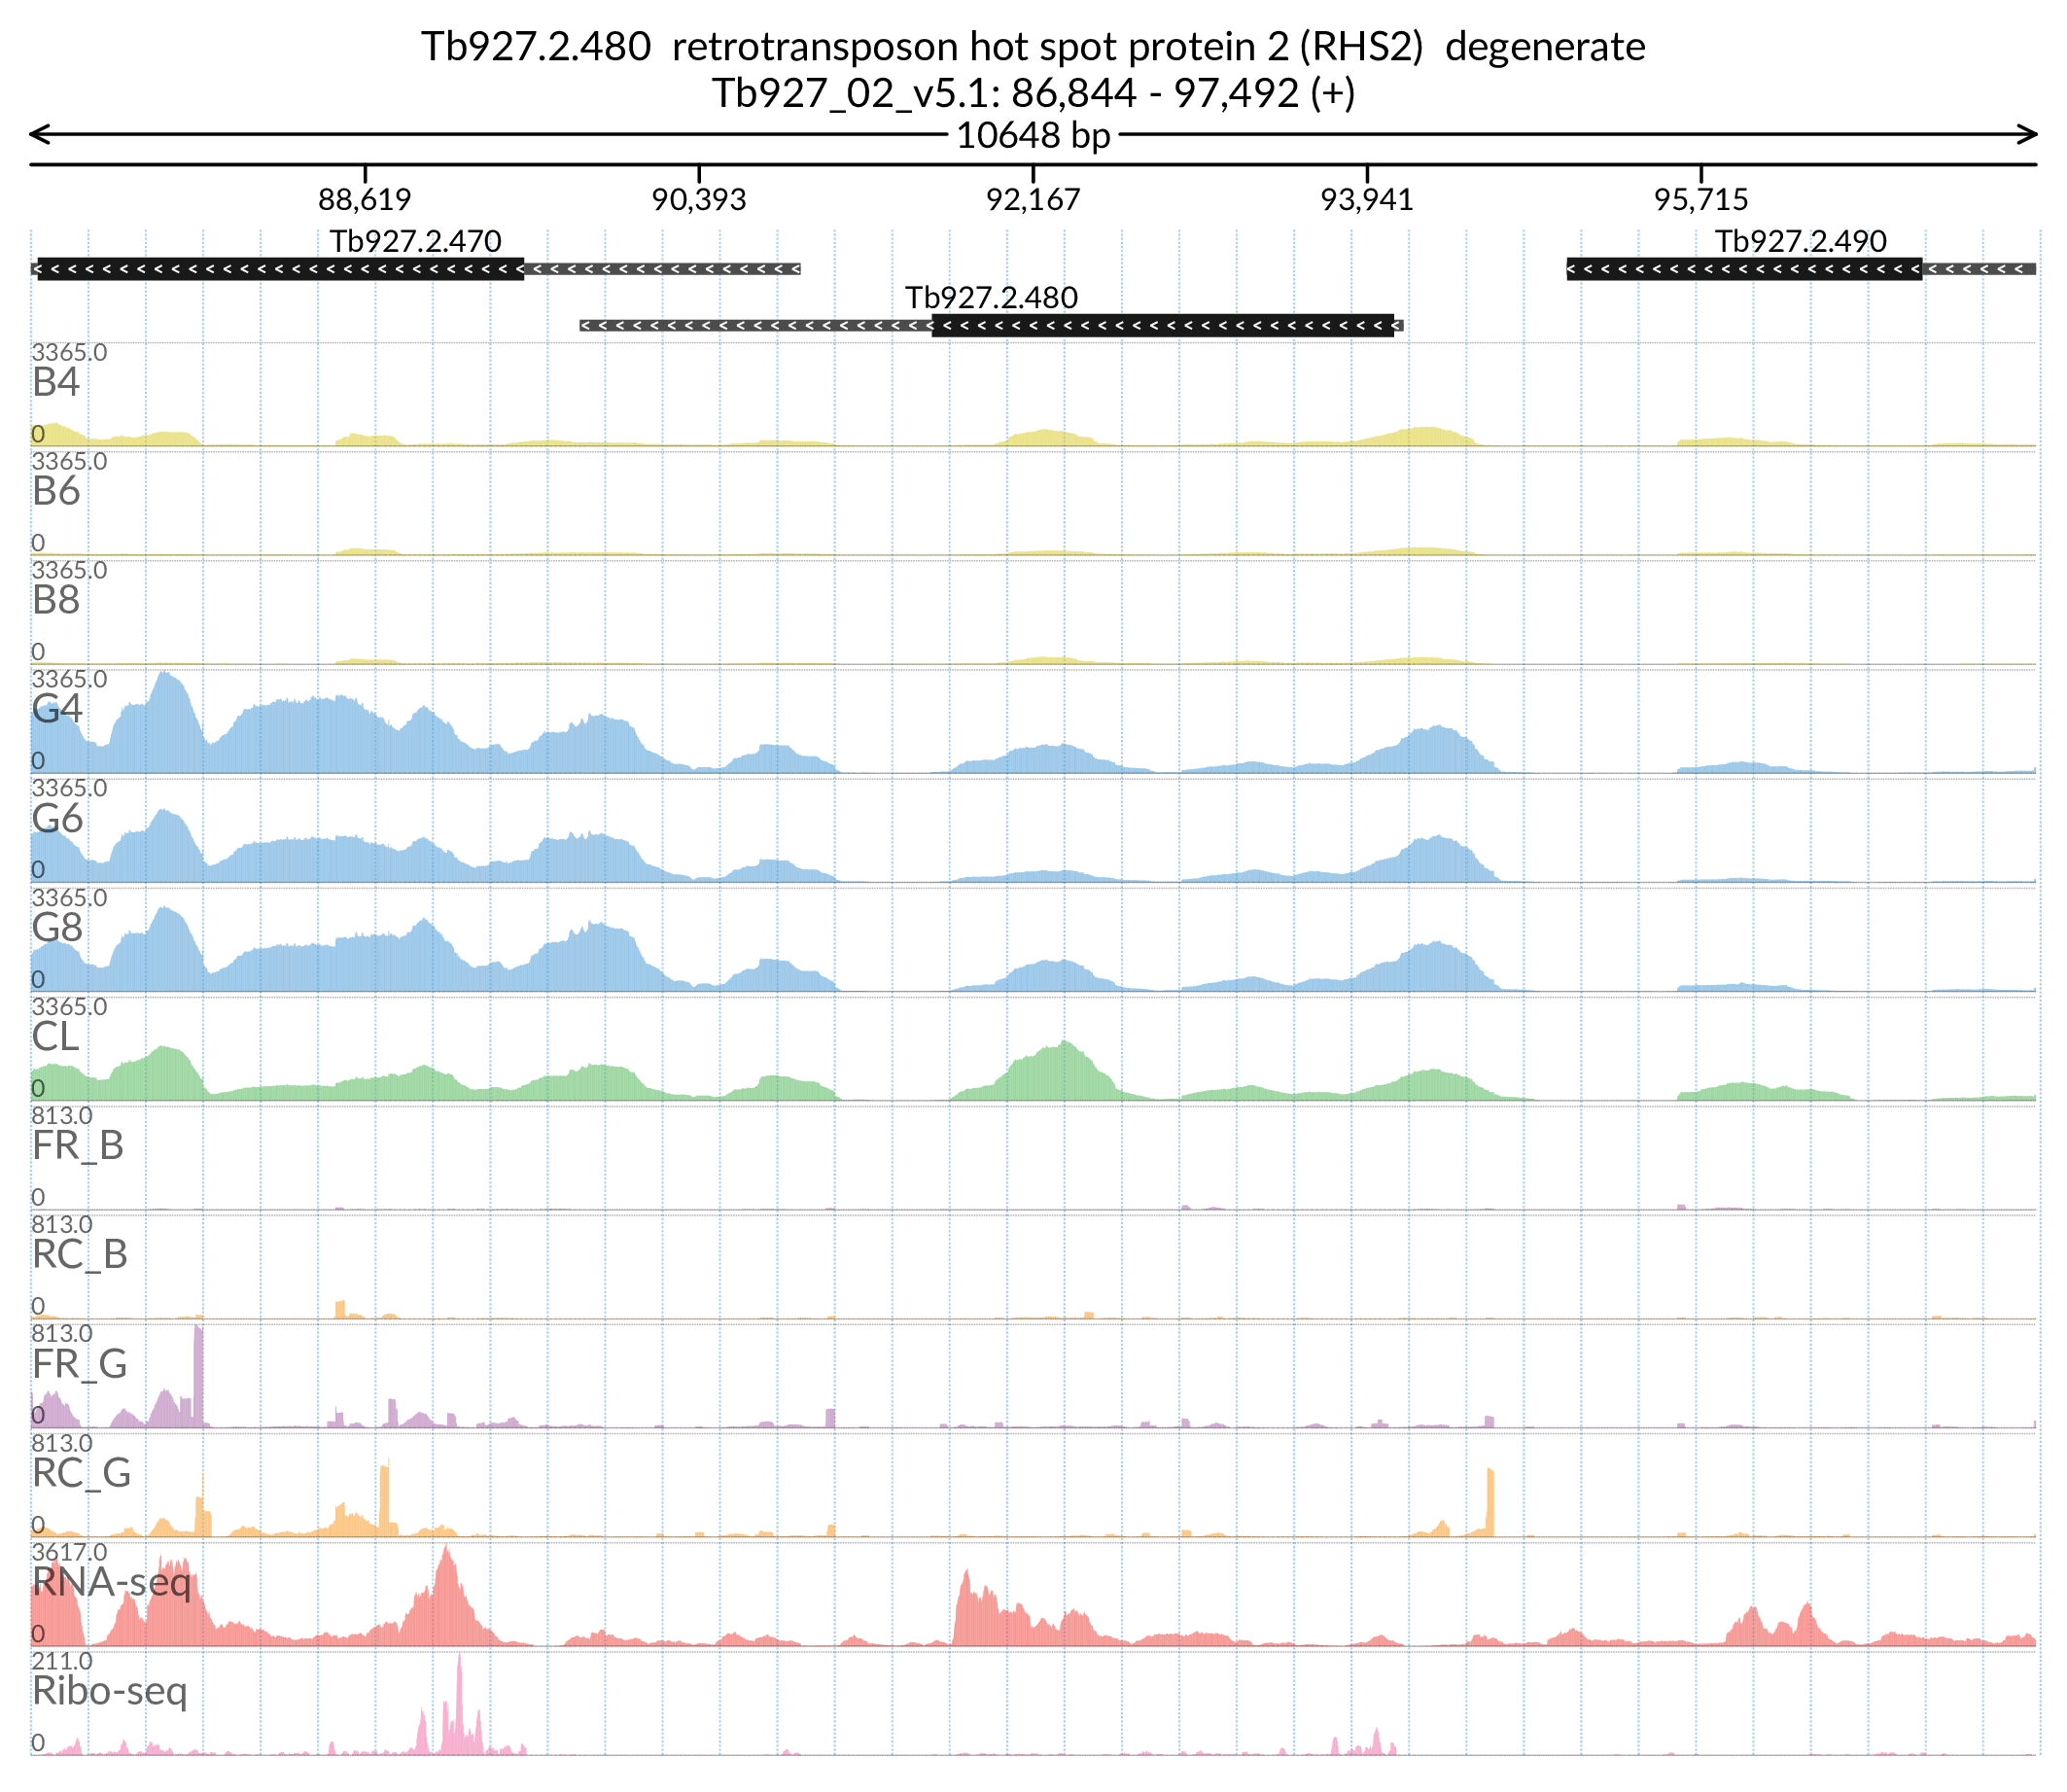 Tb927.2.480  retrotransposon hot spot protein 2 (RHS2)  degenerate
Tb927_02_v5.1: 86,844 - 97,492 (+)
10648 bp
88,619 90,393 92,167 93,941 95,715
Tb927.2.470 Tb927.2.490
Tb927.2.480
3365.0
B4
0
3365.0
B6
0
3365.0
B8
0
3365.0
G4
0
3365.0
G6
0
3365.0
G8
0
3365.0
CL
0
813.0
FR_B
0
813.0
RC_B
0
813.0
FR_G
0
813.0
RC_G
0
3617.0
RNA-seq
0
211.0
Ribo-seq
0